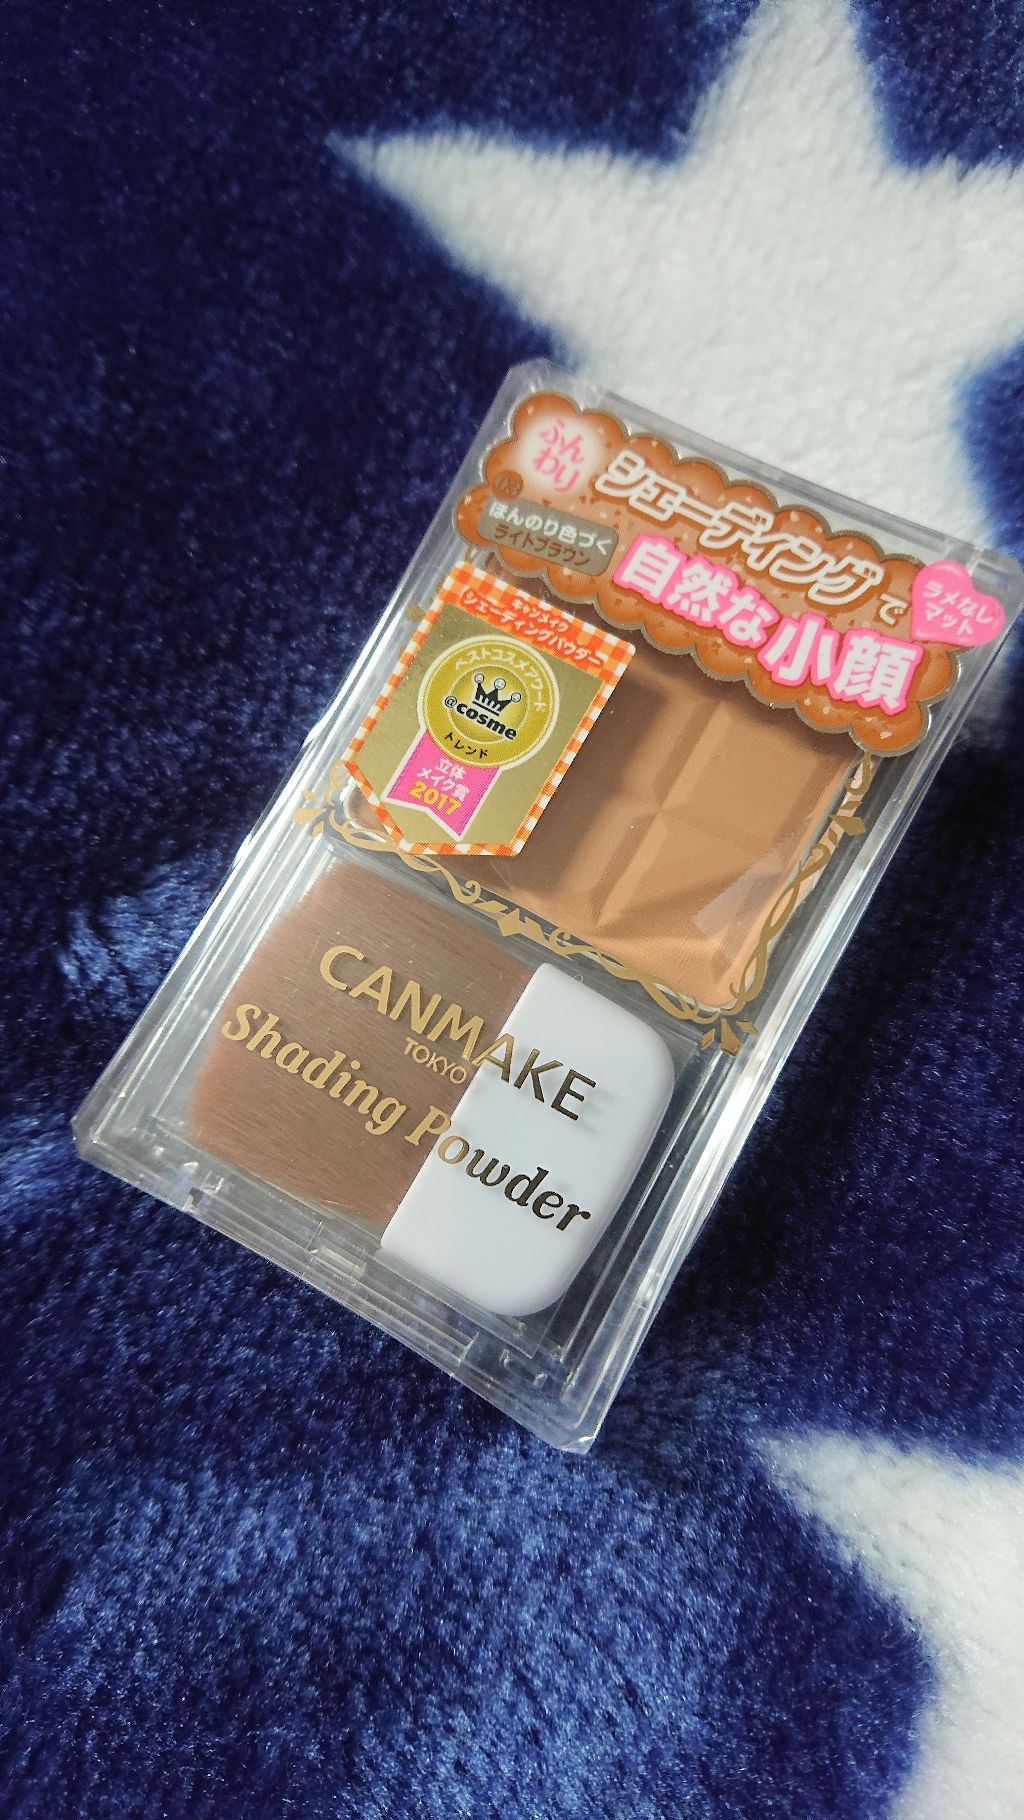 ふん
わり
シェーディングで
03
ほんのり色づく
ライトブラウン
自然な小顔
ラメなし
マット
キャンメイク
シェーディングパウダー
ベストコスメアワード
@cosme
トレンド
立体
メイク賞
2017
CANMAKE
TOKYO
Shading Powder